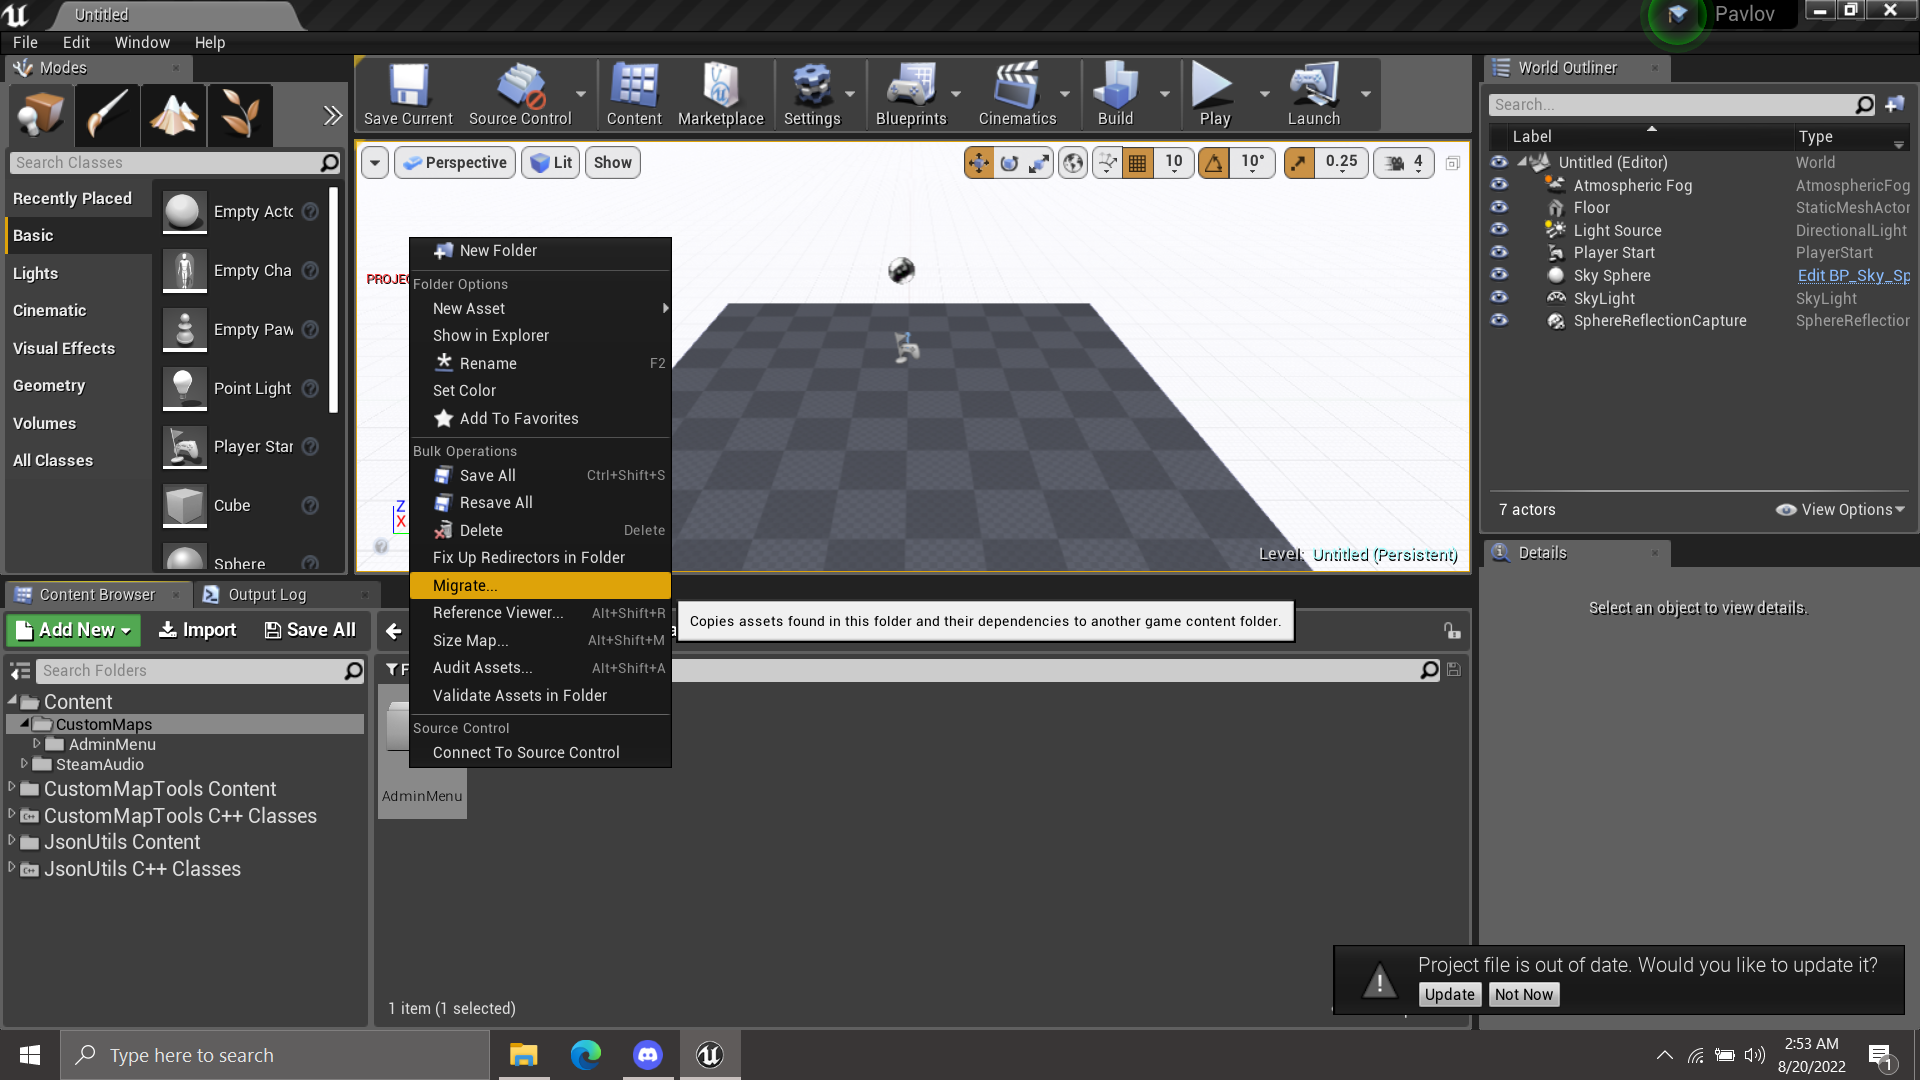 Untitled
Pavlov
File Edit Window Help
Modes
Search Classes
Recently Placed
Basic
Lights
Cinematic
Visual Effects
Geometry
Volumes
All Classes
Empty Acto
Empty Cha
Empty Paw
Point Light
Player Star
Cube
Sphere
Save Current Source Control Content Marketplace Settings Blueprints Cinematics Build Play Launch
Perspective Lit Show
10 10° 0.25 4
PROJEC
Z
X
Level: Untitled (Persistent)
New Folder
Folder Options
New Asset
Show in Explorer
Rename F2
Set Color
Add To Favorites
Bulk Operations
Save All Ctrl+Shift+S
Resave All
Delete Delete
Fix Up Redirectors in Folder
Migrate...
Reference Viewer... Alt+Shift+R
Size Map... Alt+Shift+M
Audit Assets... Alt+Shift+A
Validate Assets in Folder
Source Control
Connect To Source Control
Copies assets found in this folder and their dependencies to another game content folder.
World Outliner
Search...
Label Type
Untitled (Editor) World
Atmospheric Fog AtmosphericFog
Floor StaticMeshActor
Light Source DirectionalLight
Player Start PlayerStart
Sky Sphere Edit BP_Sky_Sp
SkyLight SkyLight
SphereReflectionCapture SphereReflection
7 actors View Options
Details
Select an object to view details.
Content Browser Output Log
Add New Import Save All
Search Folders
Content
CustomMaps
AdminMenu
SteamAudio
CustomMapTools Content
CustomMapTools C++ Classes
JsonUtils Content
JsonUtils C++ Classes
F
AdminMenu
1 item (1 selected)
Project file is out of date. Would you like to update it?
Update Not Now
Type here to search
2:53 AM
8/20/2022
1